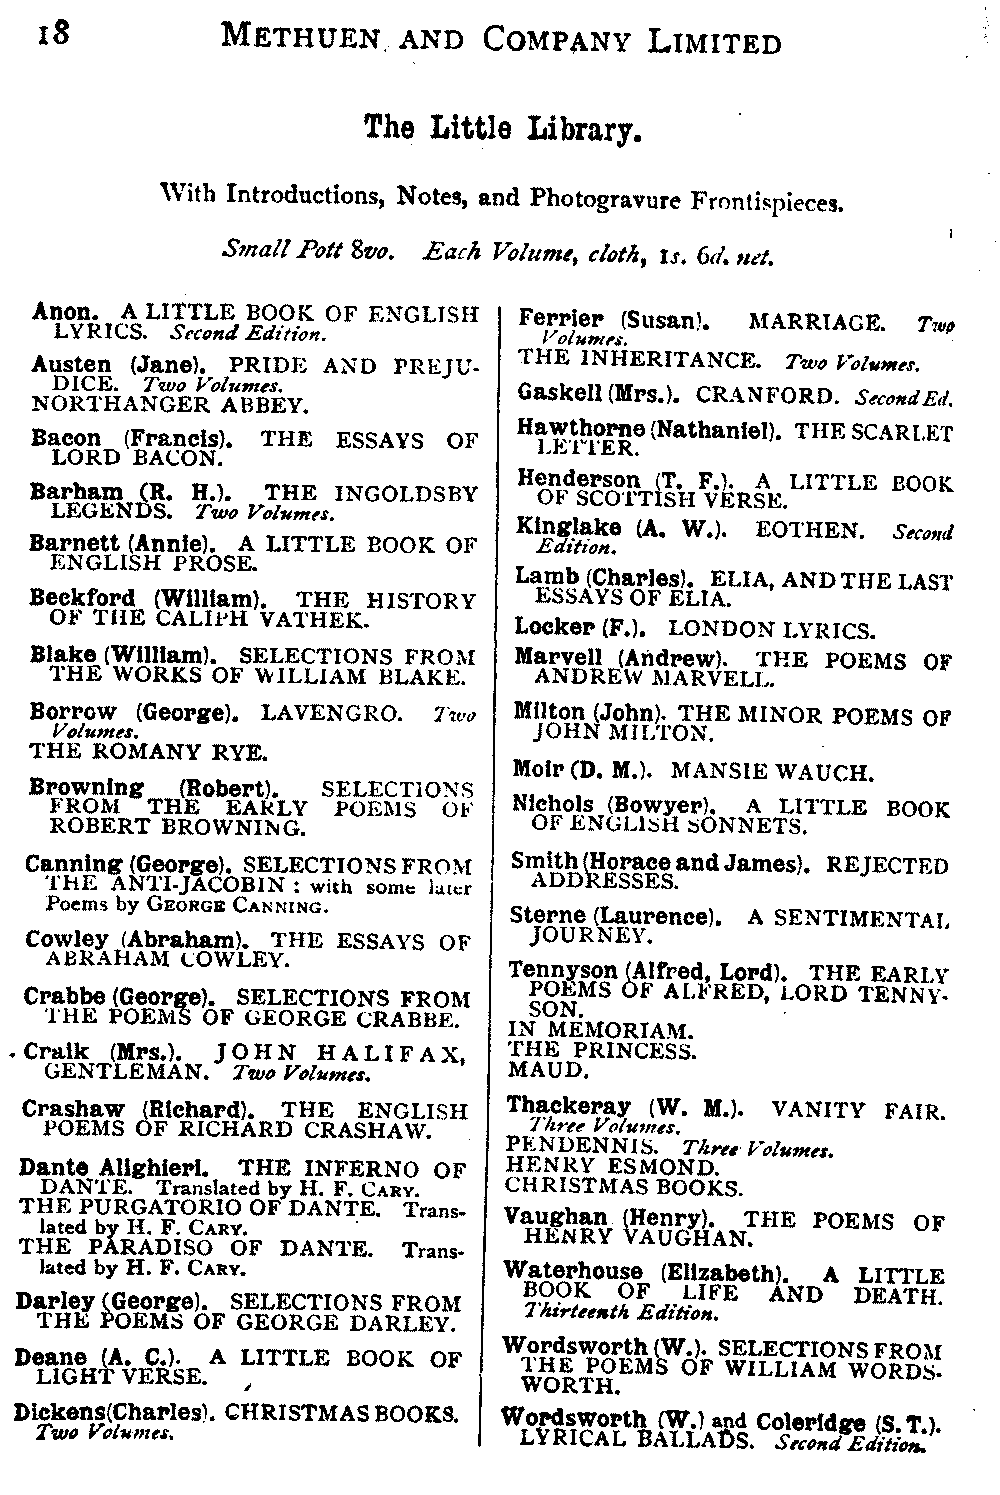 18 METHUEN AND COMPANY LIMITED
The Little Library.
With Introductions, Notes, and Photogravure Frontispieces.
Small Pott 8vo. Each Volume, cloth, 1s. 6d. net.
Anon. A LITTLE BOOK OF ENGLISH
LYRICS. Second Edition.
Austen (Jane). PRIDE AND PREJU-
DICE. Two Volumes.
NORTHANGER ABBEY.
Bacon (Francis). THE ESSAYS OF
LORD BACON.
Barham (R. H.). THE INGOLDSBY
LEGENDS. Two Volumes.
Barnett (Annie). A LITTLE BOOK OF
ENGLISH PROSE.
Beckford (William). THE HISTORY
OF THE CALIPH VATHEK.
Blake (William). SELECTIONS FROM
THE WORKS OF WILLIAM BLAKE.
Borrow (George). LAVENGRO. Two
Volumes.
THE ROMANY RYE.
Browning (Robert). SELECTIONS
FROM THE EARLY POEMS OF
ROBERT BROWNING.
Canning (George). SELECTIONS FROM
THE ANTI-JACOBIN : with some later
Poems by GEORGE CANNING.
Cowley (Abraham). THE ESSAYS OF
ABRAHAM COWLEY.
Crabbe (George). SELECTIONS FROM
THE POEMS OF GEORGE CRABBE.
Craik (Mrs.). JOHN HALIFAX,
GENTLEMAN. Two Volumes.
Crashaw (Richard). THE ENGLISH
POEMS OF RICHARD CRASHAW.
Dante Alighieri. THE INFERNO OF
DANTE. Translated by H. F. CARY.
THE PURGATORIO OF DANTE. Trans-
lated by H. F. CARY.
THE PARADISO OF DANTE. Trans-
lated by H. F. CARY.
Darley (George). SELECTIONS FROM
THE POEMS OF GEORGE DARLEY.
Deane (A. C.). A LITTLE BOOK OF
LIGHT VERSE.
Dickens(Charles). CHRISTMAS BOOKS.
Two Volumes.
Ferrier (Susan). MARRIAGE. Two
Volumes.
THE INHERITANCE. Two Volumes.
Gaskell (Mrs.). CRANFORD. Second Ed.
Hawthorne (Nathaniel). THE SCARLET
LETTER.
Henderson (T. F.). A LITTLE BOOK
OF SCOTTISH VERSE.
Kinglake (A. W.). EOTHEN. Second
Edition.
Lamb (Charles). ELIA, AND THE LAST
ESSAYS OF ELIA.
Locker (F.). LONDON LYRICS.
Marvell (Andrew). THE POEMS OF
ANDREW MARVELL.
Milton (John). THE MINOR POEMS OF
JOHN MILTON.
Moir (D. M.). MANSIE WAUCH.
Nichols (Bowyer). A LITTLE BOOK
OF ENGLISH SONNETS.
Smith (Horace and James). REJECTED
ADDRESSES.
Sterne (Laurence). A SENTIMENTAL
JOURNEY.
Tennyson (Alfred, Lord). THE EARLY
POEMS OF ALFRED, LORD TENNY-
SON.
IN MEMORIAM.
THE PRINCESS.
MAUD.
Thackeray (W. M.). VANITY FAIR.
Three Volumes.
PENDENNIS. Three Volumes.
HENRY ESMOND.
CHRISTMAS BOOKS.
Vaughan (Henry). THE POEMS OF
HENRY VAUGHAN.
Waterhouse (Elizabeth). A LITTLE
BOOK OF LIFE AND DEATH.
Thirteenth Edition.
Wordsworth (W.). SELECTIONS FROM
THE POEMS OF WILLIAM WORDS-
WORTH.
Wordsworth (W.) and Coleridge (S. T.).
LYRICAL BALLADS. Second Edition.